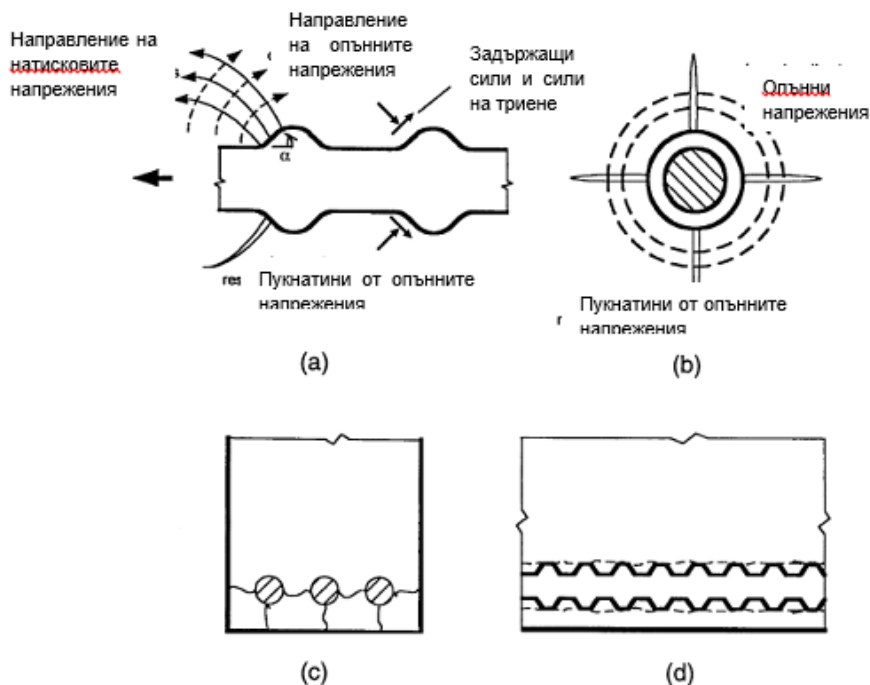 Направление на
натисковите
напрежения
Направление
на опънните
напрежения
Задържащи
сили и сили
на триене
α
Пукнатини от опънните
напрежения
(a)
Опънни
напрежения
Пукнатини от опънните
напрежения
(b)
(c)
(d)